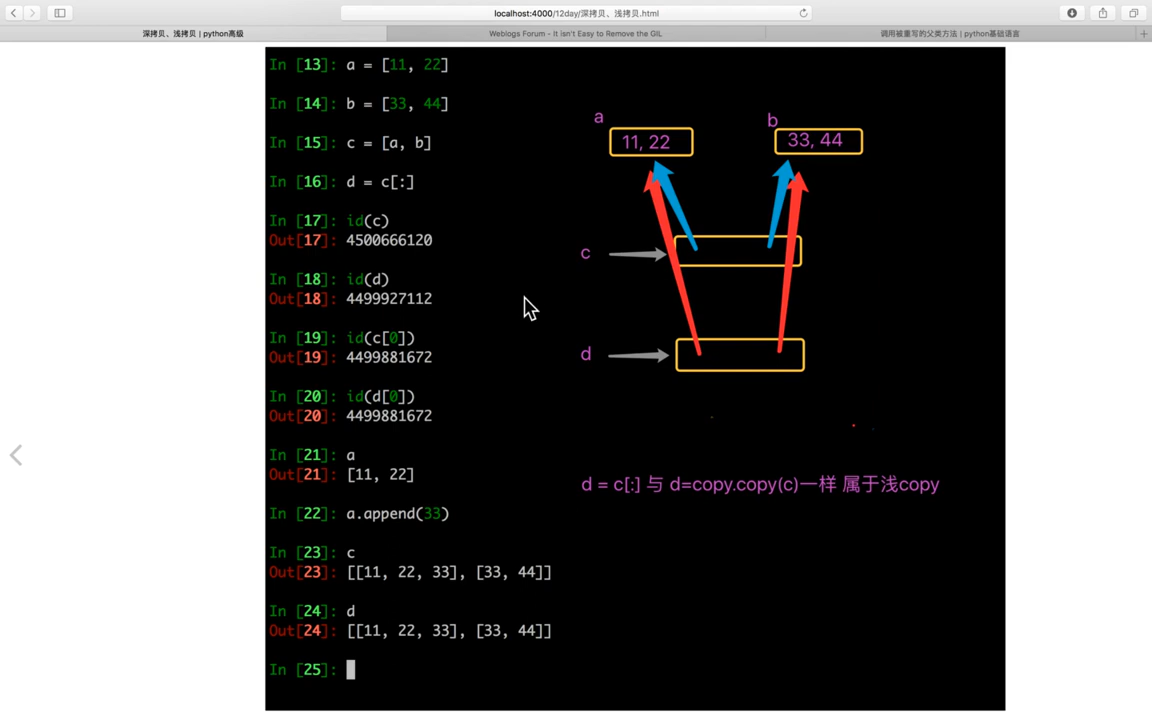 localhost:4000/12day/深拷贝、浅拷贝.html
深拷贝、浅拷贝 | python高级
Weblogs Forum - It isn't Easy to Remove the GIL
调用被重写的父类方法 | python基础语言
In [13]: a = [11, 22]
In [14]: b = [33, 44]
In [15]: c = [a, b]
In [16]: d = c[:]
In [17]: id(c)
Out[17]: 4500666120
In [18]: id(d)
Out[18]: 4499927112
In [19]: id(c[0])
Out[19]: 4499881672
In [20]: id(d[0])
Out[20]: 4499881672
In [21]: a
Out[21]: [11, 22]
In [22]: a.append(33)
In [23]: c
Out[23]: [[11, 22, 33], [33, 44]]
In [24]: d
Out[24]: [[11, 22, 33], [33, 44]]
In [25]:
a
b
11, 22
33, 44
c
d
d = c[:] 与 d=copy.copy(c)一样 属于浅copy